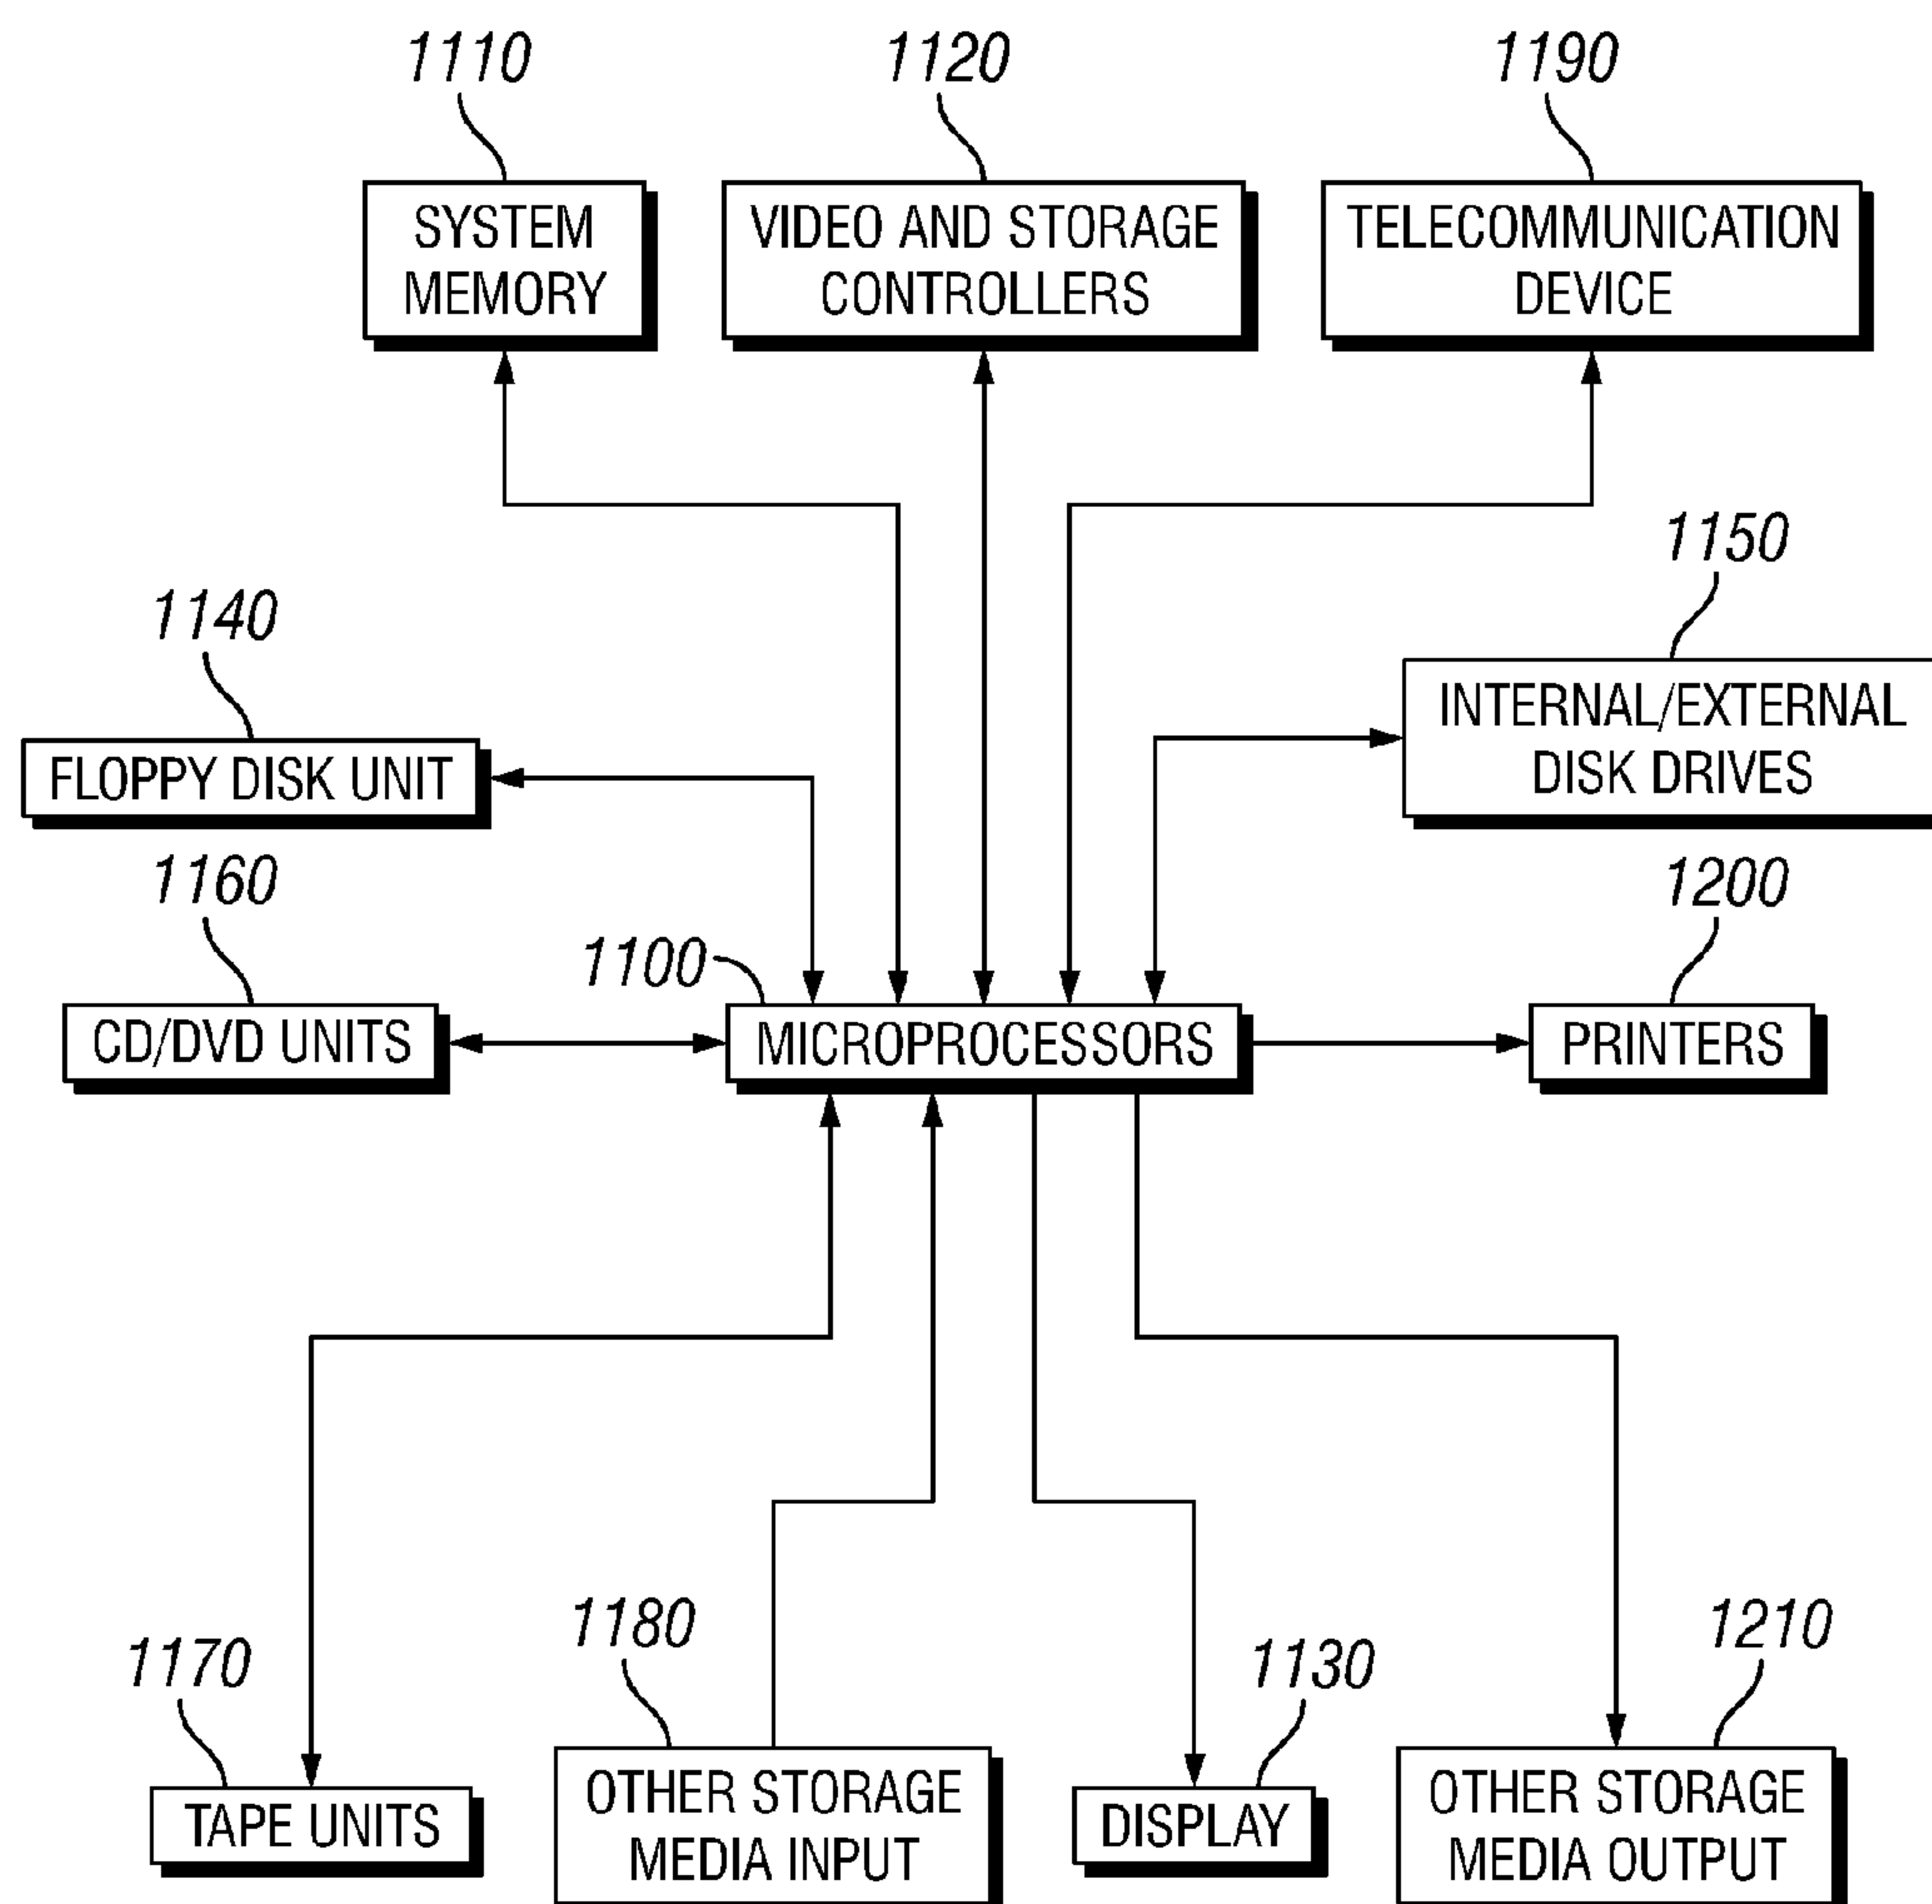 1110
1120
1190
SYSTEM
MEMORY
VIDEO AND STORAGE
CONTROLLERS
TELECOMMUNICATION
DEVICE
1150
1140
INTERNAL/EXTERNAL
DISK DRIVES
FLOPPY DISK UNIT
1160
1200
1100
CD/DVD UNITS
MICROPROCESSORS
PRINTERS
1180
1210
1170
1130
OTHER STORAGE
MEDIA INPUT
OTHER STORAGE
MEDIA OUTPUT
TAPE UNITS
DISPLAY